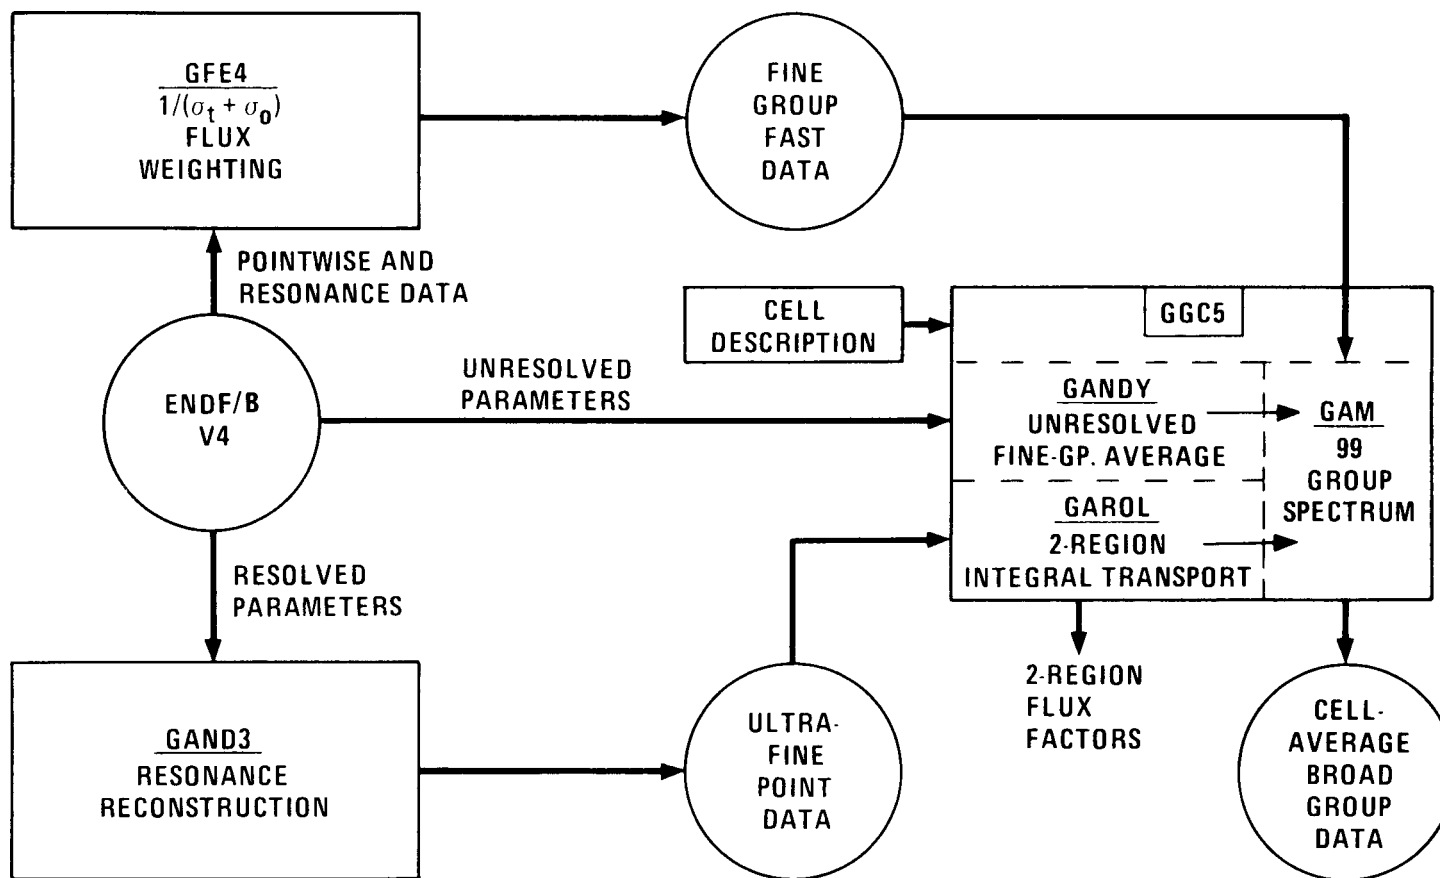 GFE4
1/(σt + σ0)
FLUX
WEIGHTING
FINE
GROUP
FAST
DATA
POINTWISE AND
RESONANCE DATA
CELL
DESCRIPTION
GGC5
ENDF/B
V4
UNRESOLVED
PARAMETERS
GANDY
UNRESOLVED
FINE-GP. AVERAGE
GAM
99
GROUP
SPECTRUM
GAROL
2-REGION
INTEGRAL TRANSPORT
RESOLVED
PARAMETERS
GAND3
RESONANCE
RECONSTRUCTION
ULTRA-
FINE
POINT
DATA
2-REGION
FLUX
FACTORS
CELL-
AVERAGE
BROAD
GROUP
DATA